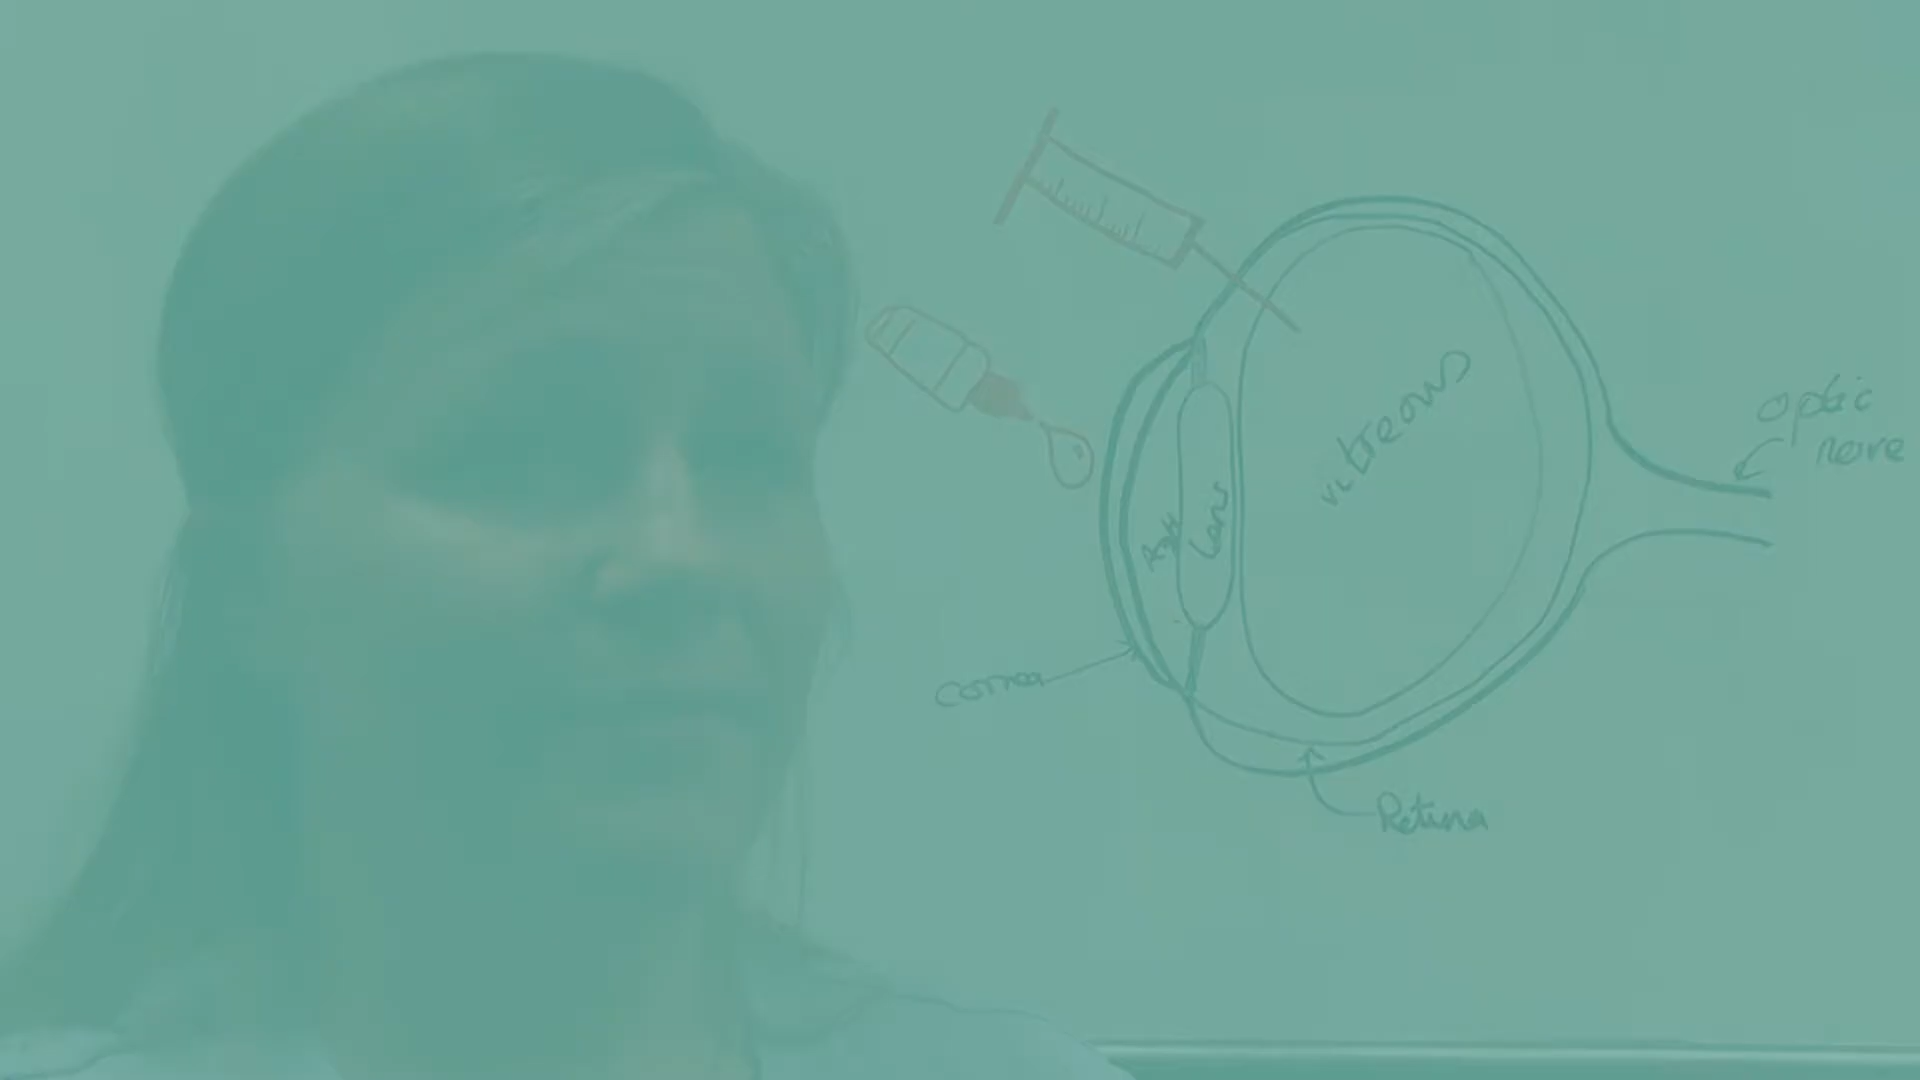 optic
nerve
vitreous
Lens
Cornea
Retina